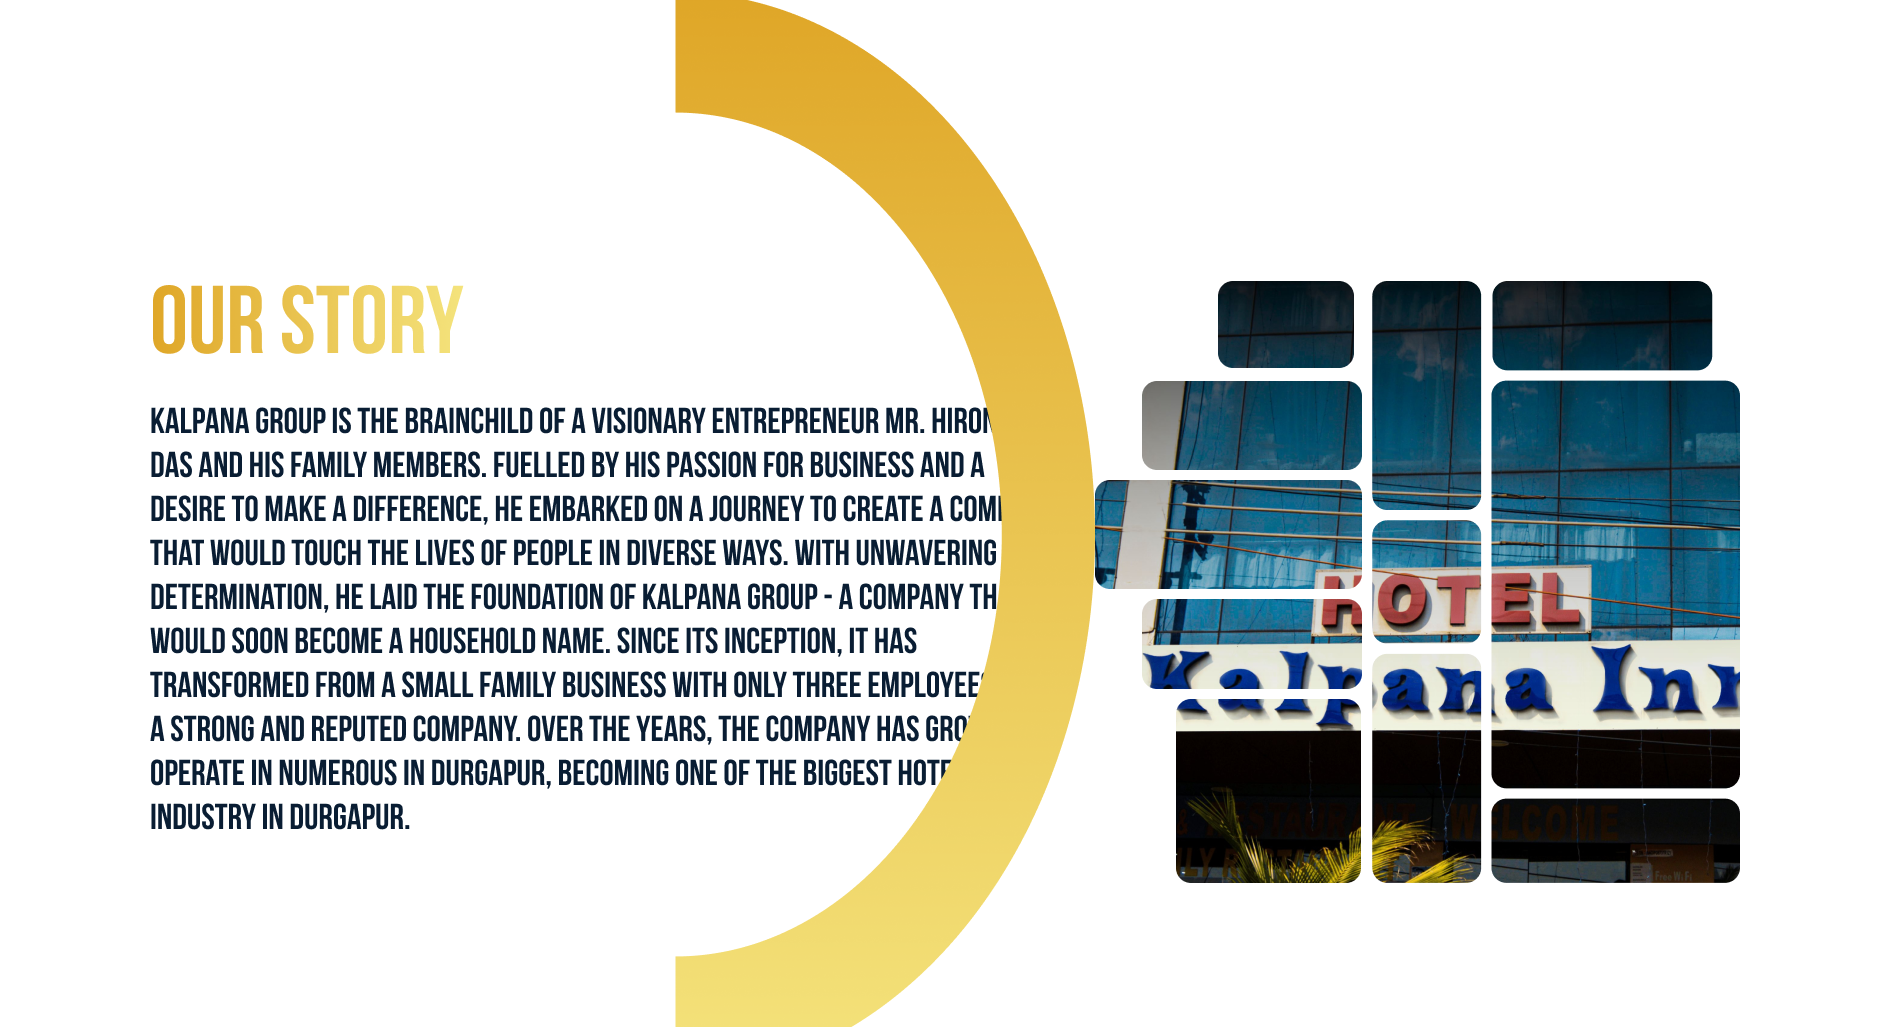 OUR STORY
KALPANA GROUP IS THE BRAINCHILD OF A VISIONARY ENTREPRENEUR MR.
DAS AND HIS FAMILY MEMBERS. FUELLED BY HIS PASSION FOR BUSINESS AND A
DESIRE TO MAKE A DIFFERENCE, HE EMBARKED ON A JOURNEY TO CREATE A
THAT WOULD TOUCH THE LIVES OF PEOPLE IN DIVERSE WAYS. WITH UNWAVERING
DETERMINATION, HE LAID THE FOUNDATION OF KALPANA GROUP - A COMPANY
WOULD SOON BECOME A HOUSEHOLD NAME. SINCE ITS INCEPTION, IT HAS
TRANSFORMED FROM A SMALL FAMILY BUSINESS WITH ONLY THREE
A STRONG AND REPUTED COMPANY. OVER THE YEARS, THE COMPANY HAS
OPERATE IN NUMEROUS IN DURGAPUR, BECOMING ONE OF THE BIGGEST
INDUSTRY IN DURGAPUR.
HOTEL
Kalpana Inn